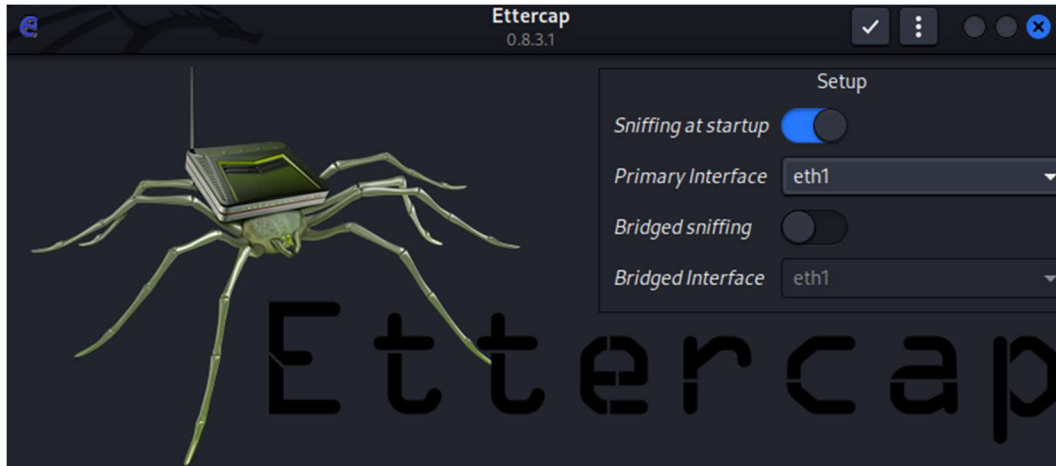 Ettercap
0.8.3.1
Setup
Sniffing at startup
Primary Interface eth1
Bridged sniffing
Bridged Interface eth1
Ettercap